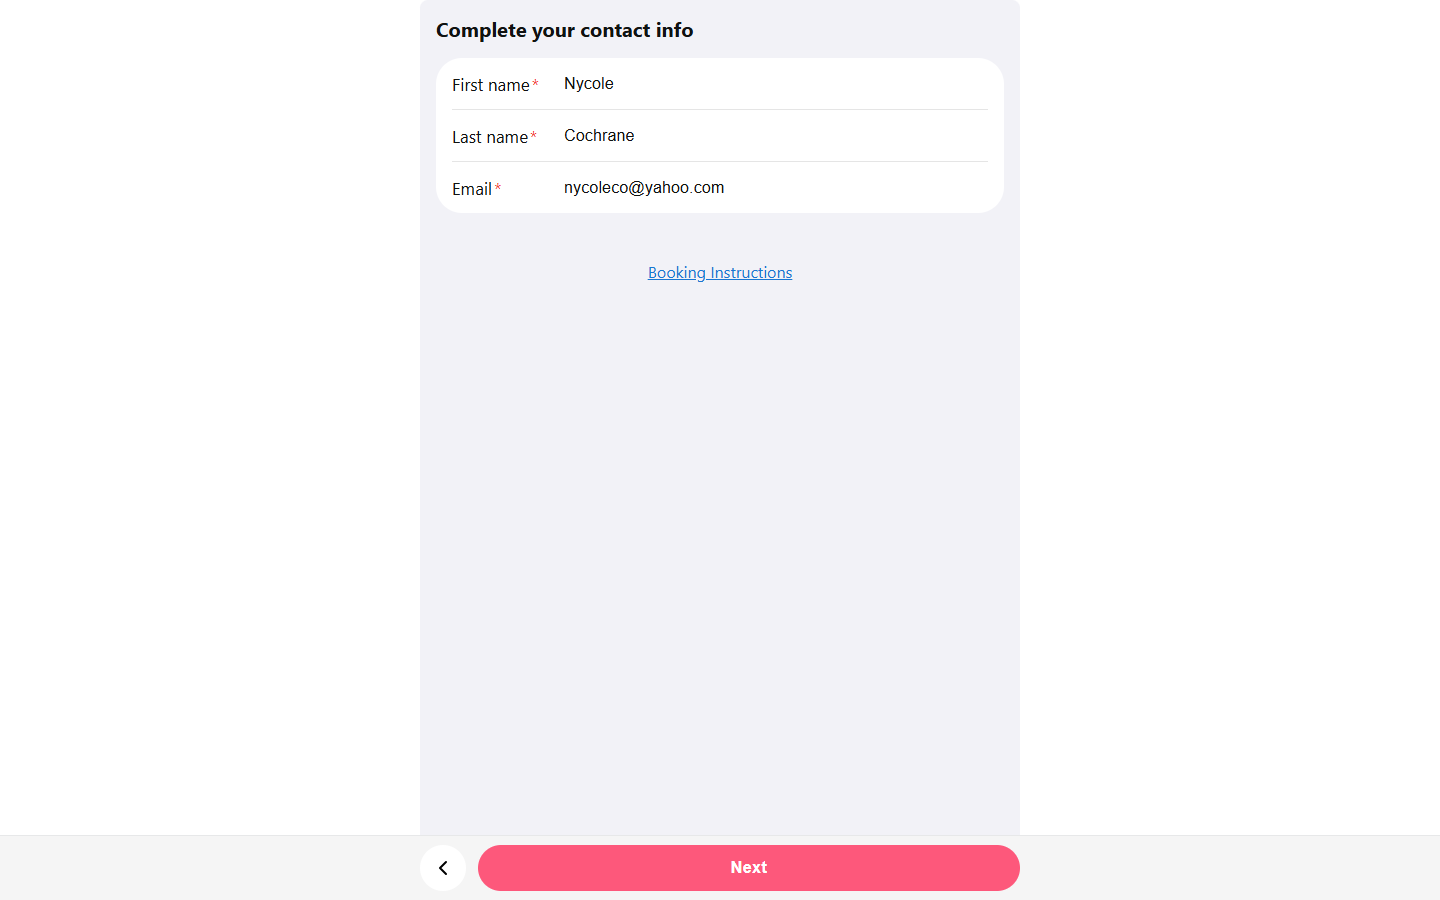 Complete your contact info
First name* Nycole
Last name* Cochrane
Email* nycoleco@yahoo.com
Booking Instructions
Next